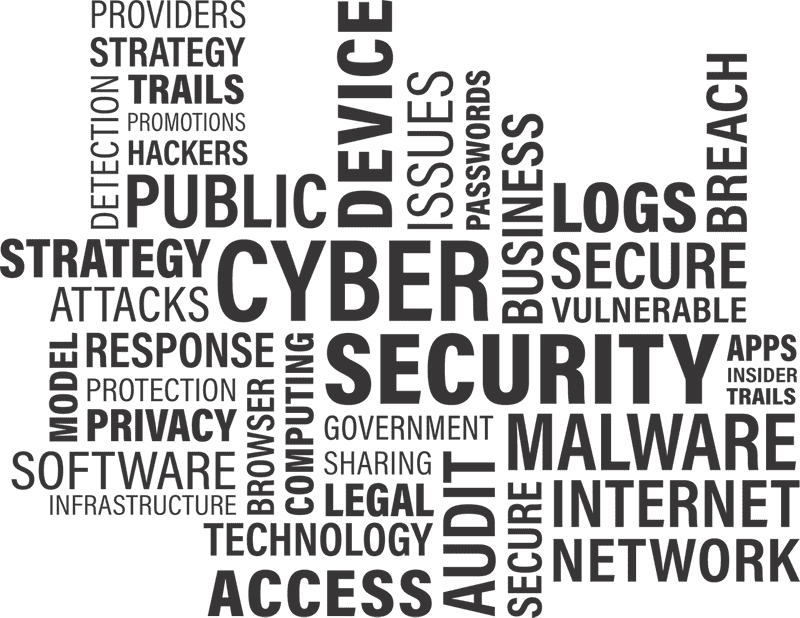 PROVIDERS
STRATEGY
TRAILS
PROMOTIONS
HACKERS
DETECTION
PUBLIC
DEVICE
ISSUES
PASSWORDS
BUSINESS
BREACH
LOGS
SECURE
VULNERABLE
STRATEGY
ATTACKS
CYBER
SECURITY
APPS
INSIDER
TRAILS
MODEL
RESPONSE
PROTECTION
PRIVACY
SOFTWARE
INFRASTRUCTURE
BROWSER
COMPUTING
GOVERNMENT
SHARING
LEGAL
TECHNOLOGY
ACCESS
AUDIT
SECURE
MALWARE
INTERNET
NETWORK